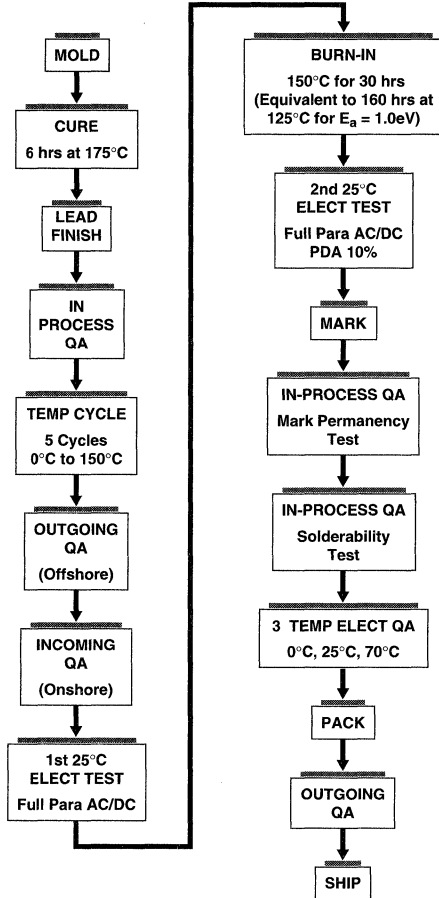 MOLD
CURE
6 hrs at 175°C
LEAD
FINISH
IN
PROCESS
QA
TEMP CYCLE
5 Cycles
0°C to 150°C
OUTGOING
QA
(Offshore)
INCOMING
QA
(Onshore)
1st 25°C
ELECT TEST
Full Para AC/DC
BURN-IN
150°C for 30 hrs
(Equivalent to 160 hrs at
125°C for Ea = 1.0eV)
2nd 25°C
ELECT TEST
Full Para AC/DC
PDA 10%
MARK
IN-PROCESS QA
Mark Permanency
Test
IN-PROCESS QA
Solderability
Test
3 TEMP ELECT QA
0°C, 25°C, 70°C
PACK
OUTGOING
QA
SHIP